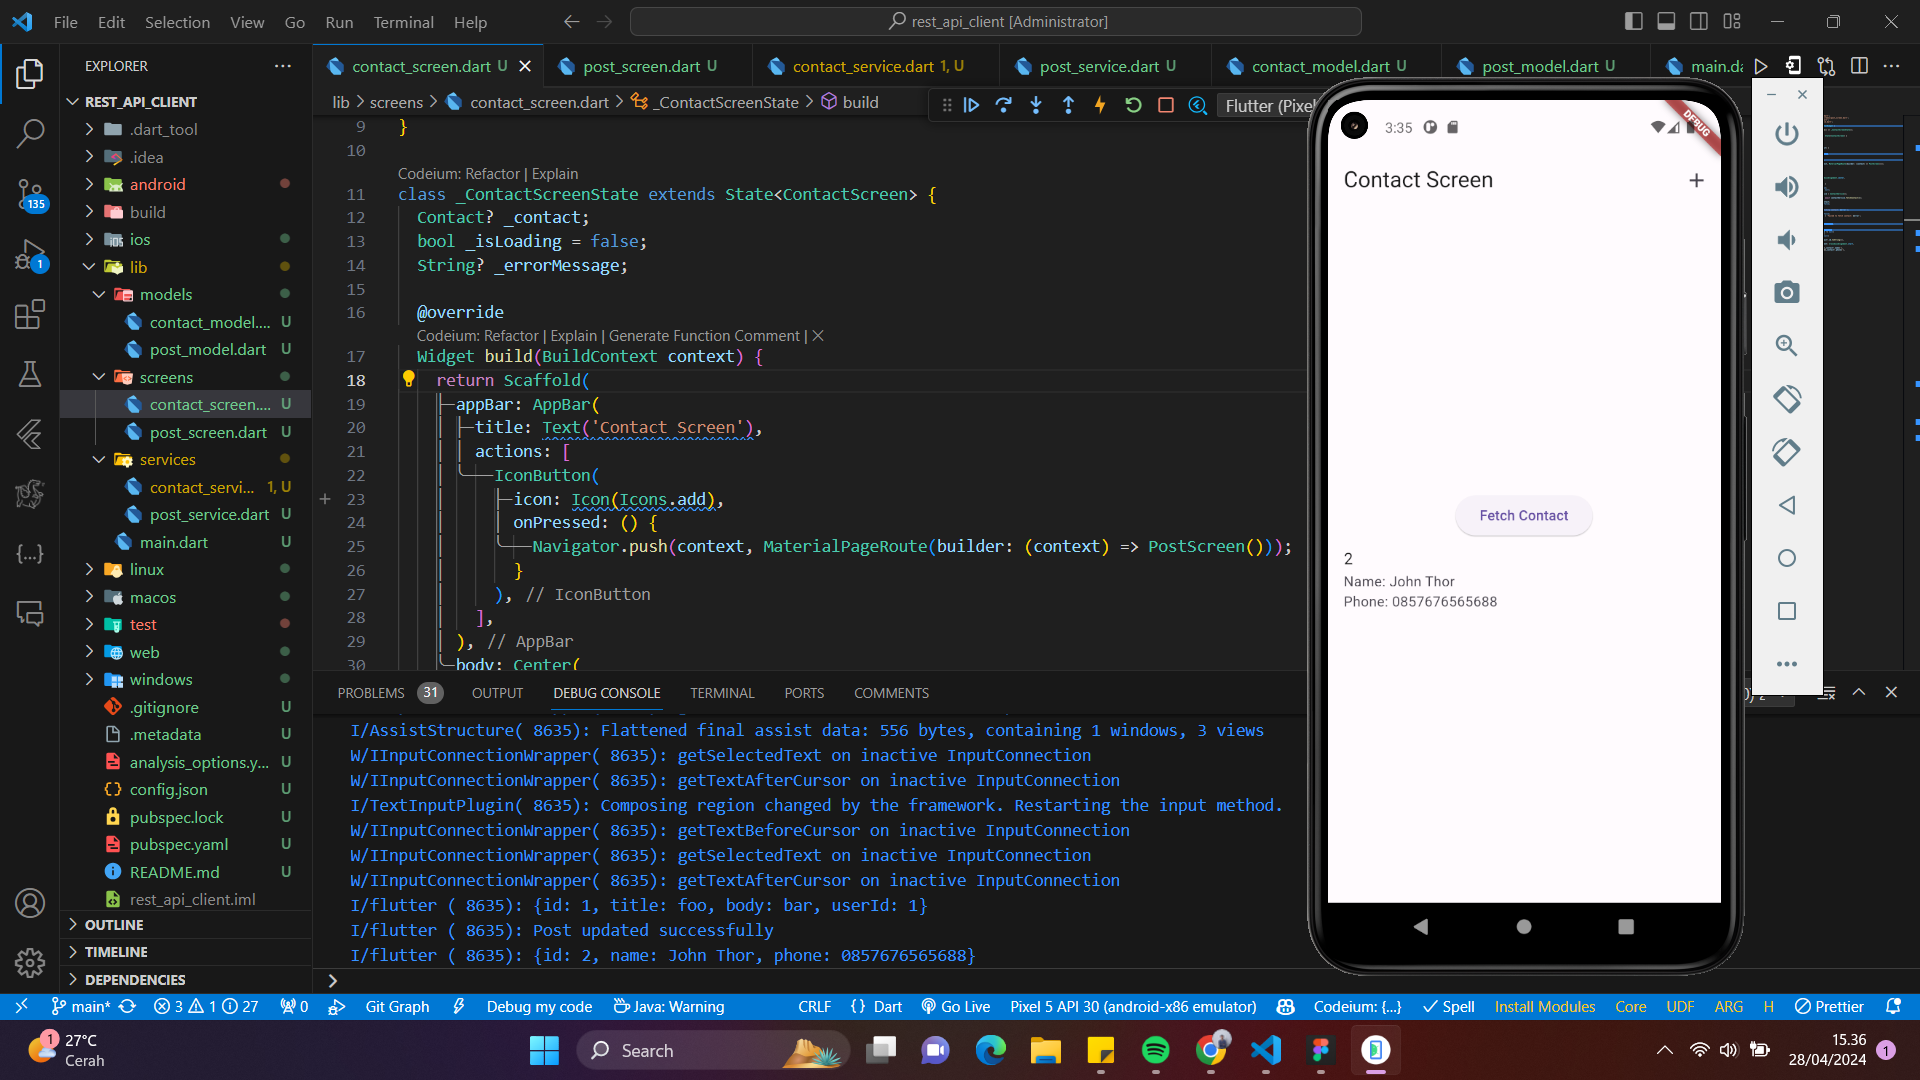 File Edit Selection View Go Run Terminal Help
rest_api_client [Administrator]
EXPLORER
REST_API_CLIENT
.dart_tool
.idea
android
build
ios
lib
models
contact_model.... U
post_model.dart U
screens
contact_screen.... U
post_screen.dart U
services
contact_servi... 1, U
post_service.dart U
main.dart U
linux
macos
test
web
windows
.gitignore U
.metadata U
analysis_options.y... U
config.json U
pubspec.lock U
pubspec.yaml U
README.md U
rest_api_client.iml
OUTLINE
TIMELINE
DEPENDENCIES
135
1
contact_screen.dart U
post_screen.dart U
contact_service.dart 1, U
post_service.dart U
contact_model.dart U
post_model.dart U
main.da
lib > screens > contact_screen.dart > _ContactScreenState > build
Flutter (Pixel
9 }
10
Codeium: Refactor | Explain
11 class _ContactScreenState extends State<ContactScreen> {
12 Contact? _contact;
13 bool _isLoading = false;
14 String? _errorMessage;
15
16 @override
Codeium: Refactor | Explain | Generate Function Comment | X
17 Widget build(BuildContext context) {
18 return Scaffold(
19 appBar: AppBar(
20 title: Text('Contact Screen'),
21 actions: [
22 IconButton(
23 icon: Icon(Icons.add),
24 onPressed: () {
25 Navigator.push(context, MaterialPageRoute(builder: (context) => PostScreen()));
26 }
27 ), // IconButton
28 ],
29 ), // AppBar
30 body: Center(
PROBLEMS 31 OUTPUT DEBUG CONSOLE TERMINAL PORTS COMMENTS
I/AssistStructure( 8635): Flattened final assist data: 556 bytes, containing 1 windows, 3 views
W/IInputConnectionWrapper( 8635): getSelectedText on inactive InputConnection
W/IInputConnectionWrapper( 8635): getTextAfterCursor on inactive InputConnection
I/TextInputPlugin( 8635): Composing region changed by the framework. Restarting the input method.
W/IInputConnectionWrapper( 8635): getTextBeforeCursor on inactive InputConnection
W/IInputConnectionWrapper( 8635): getSelectedText on inactive InputConnection
W/IInputConnectionWrapper( 8635): getTextAfterCursor on inactive InputConnection
I/flutter ( 8635): {id: 1, title: foo, body: bar, userId: 1}
I/flutter ( 8635): Post updated successfully
I/flutter ( 8635): {id: 2, name: John Thor, phone: 0857676565688}
3:35
DEBUG
Contact Screen
Fetch Contact
2
Name: John Thor
Phone: 0857676565688
main* 3 1 27 0 Git Graph Debug my code Java: Warning CRLF {} Dart Go Live Pixel 5 API 30 (android-x86 emulator) Codeium: {...} Spell Install Modules Core UDF ARG H Prettier
1
27°C
Cerah
Search
15.36
28/04/2024
1